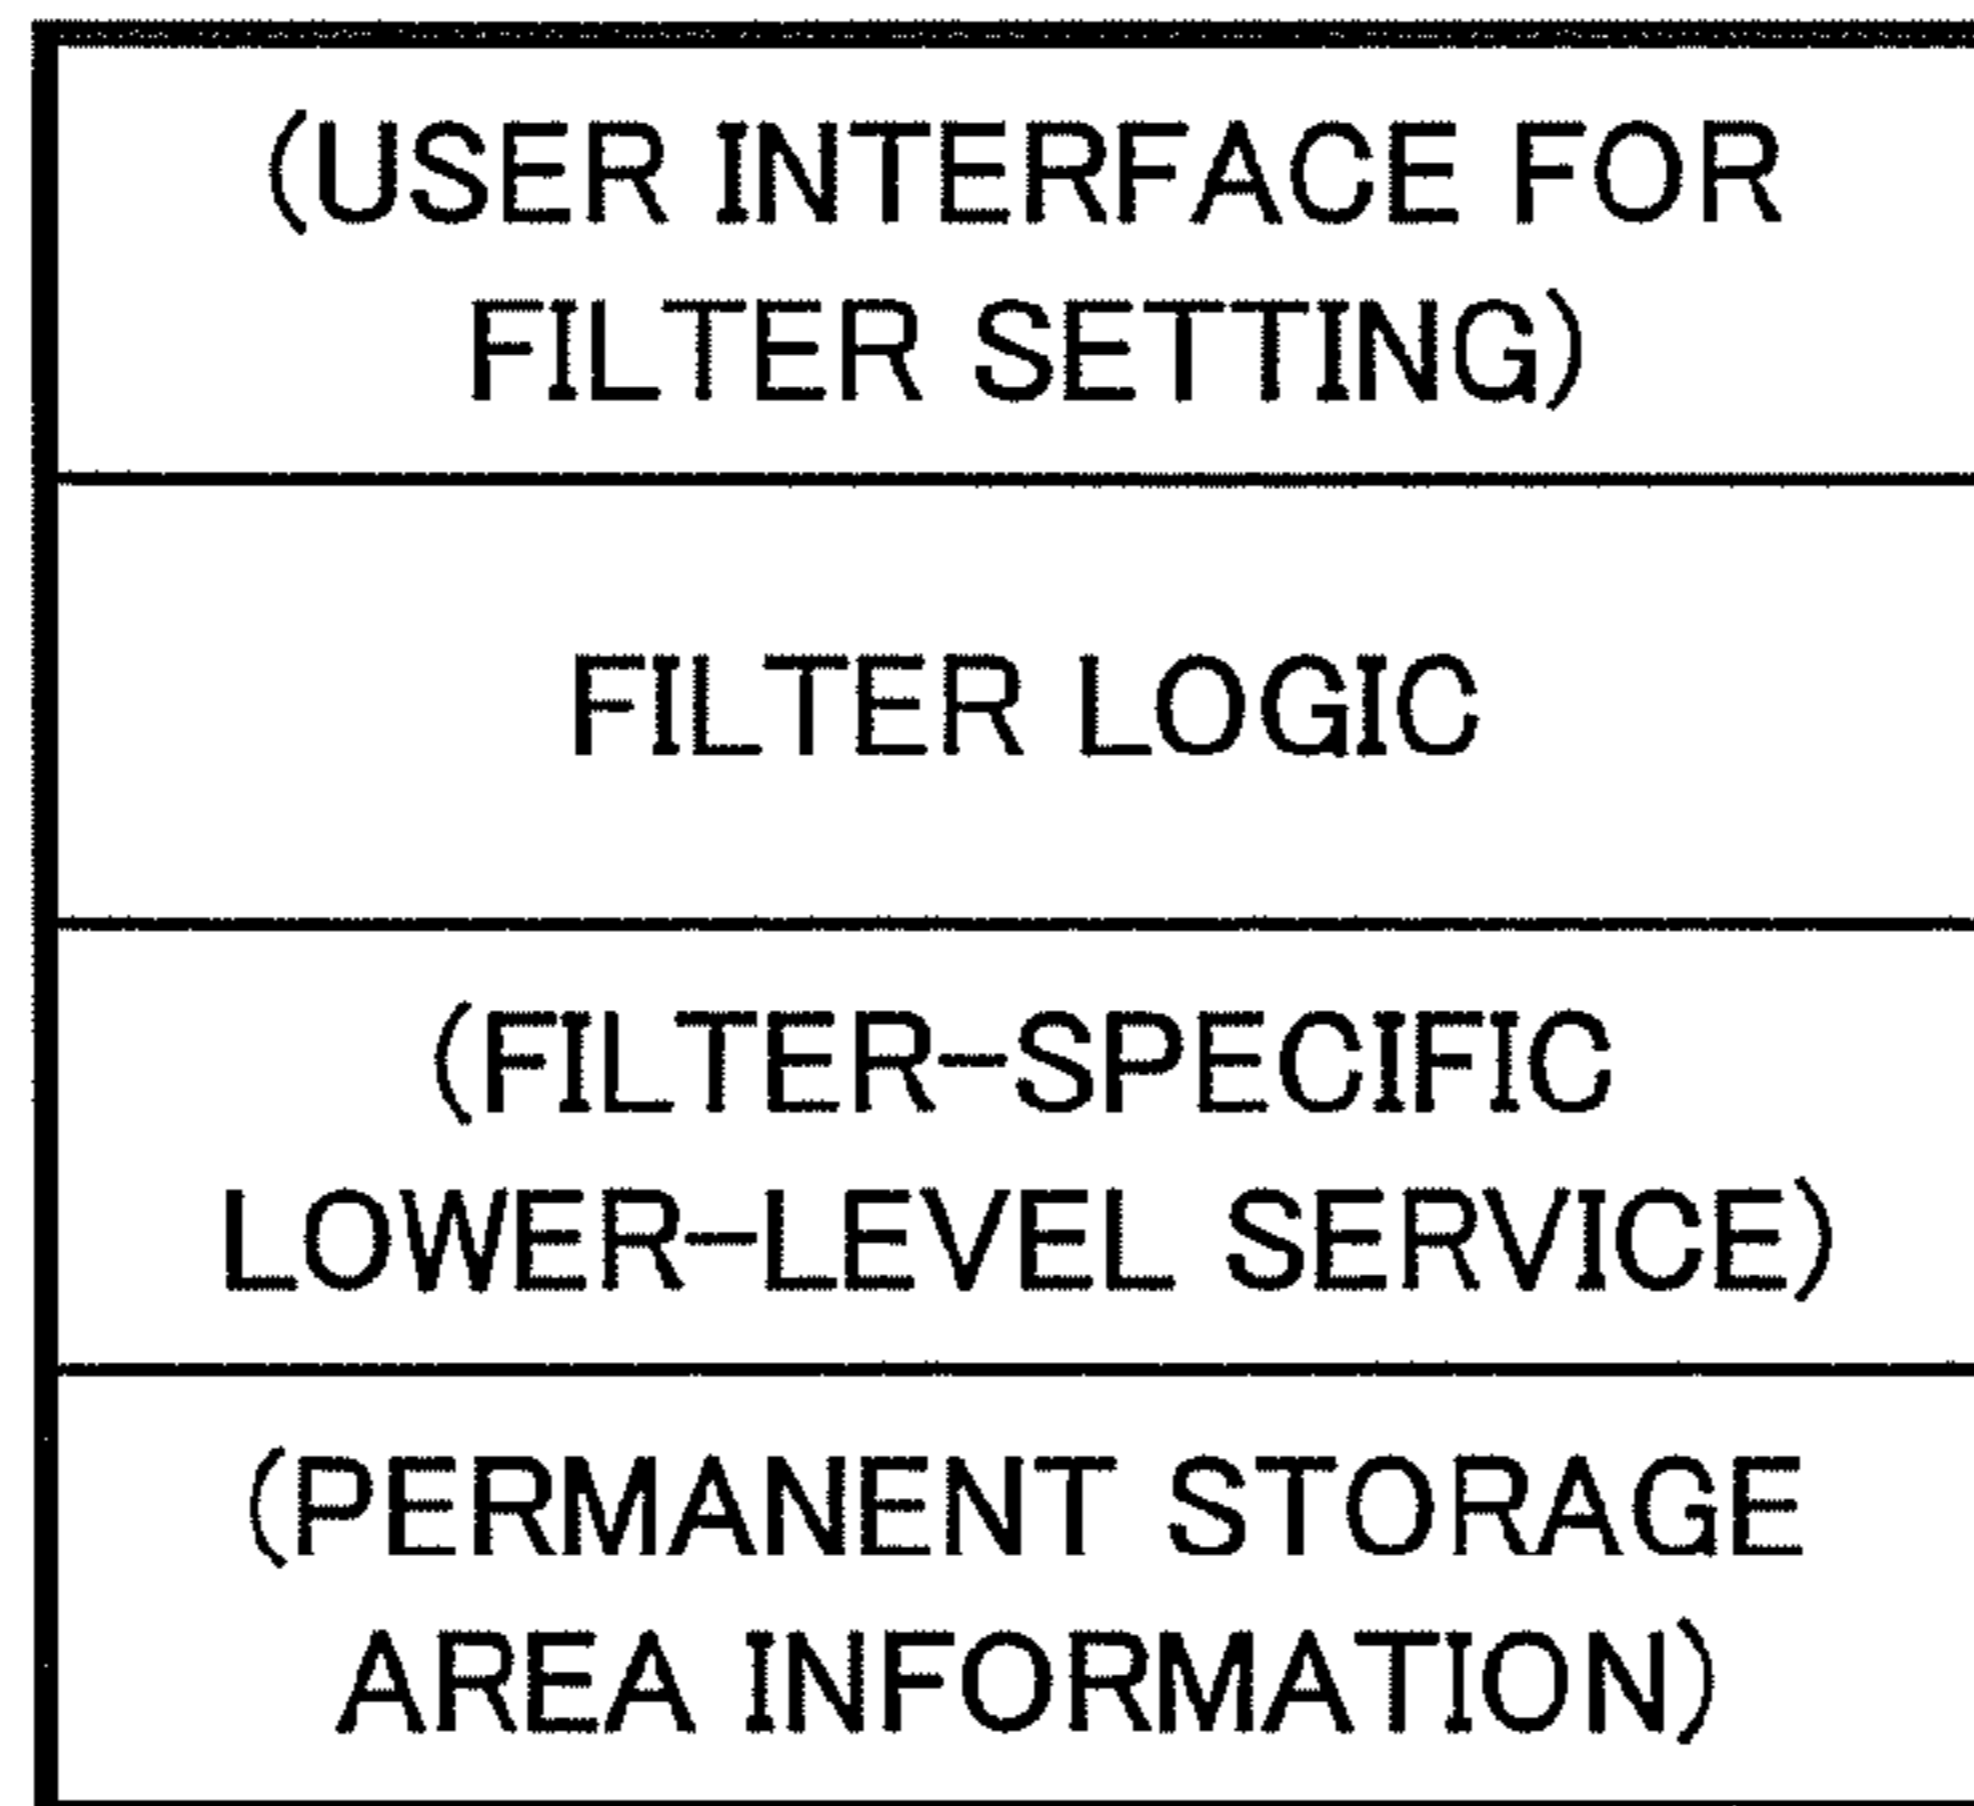 (USER INTERFACE FOR
FILTER SETTING)
FILTER LOGIC
(FILTER-SPECIFIC
LOWER-LEVEL SERVICE)
(PERMANENT STORAGE
AREA INFORMATION)